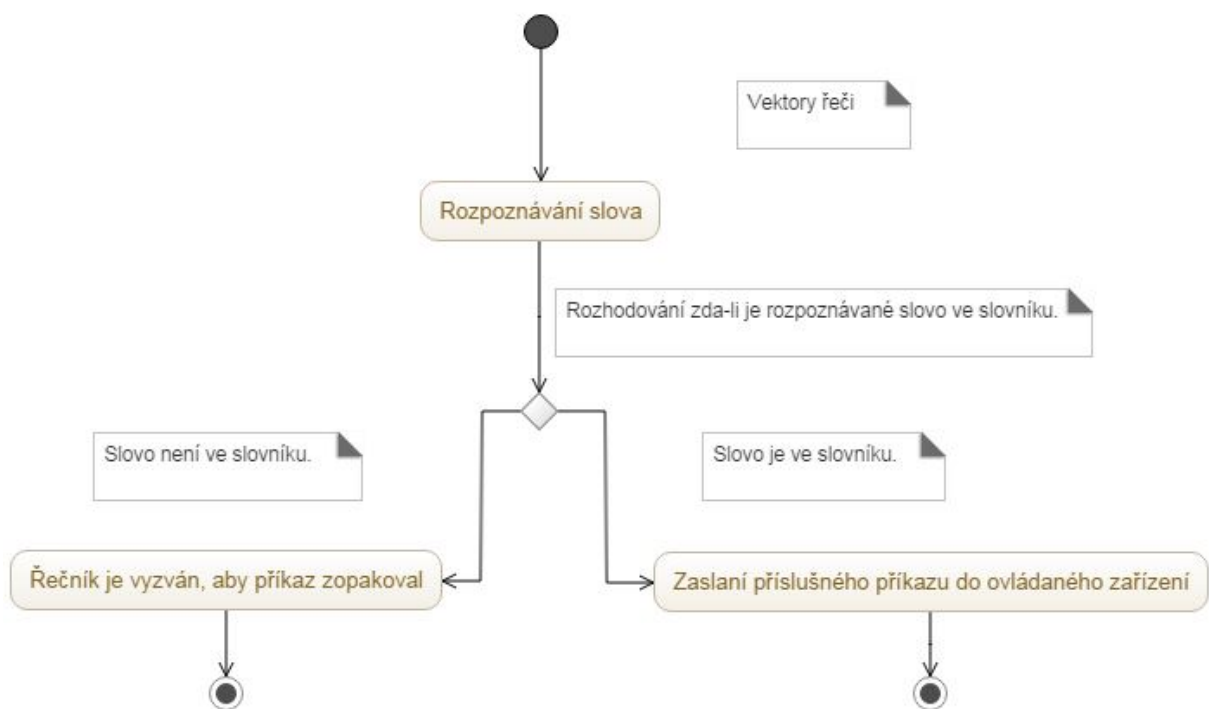 Vektory řeči
Rozpoznávání slova
Rozhodování zda-li je rozpoznávané slovo ve slovníku.
Slovo není ve slovníku.
Slovo je ve slovníku.
Řečník je vyzván, aby příkaz zopakoval
Zaslaní příslušného příkazu do ovládaného zařízení